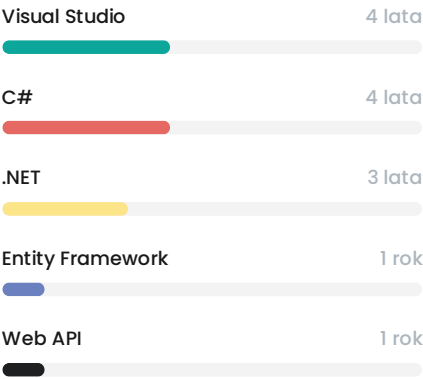 Visual Studio 4 lata
C# 4 lata
.NET 3 lata
Entity Framework 1 rok
Web API 1 rok